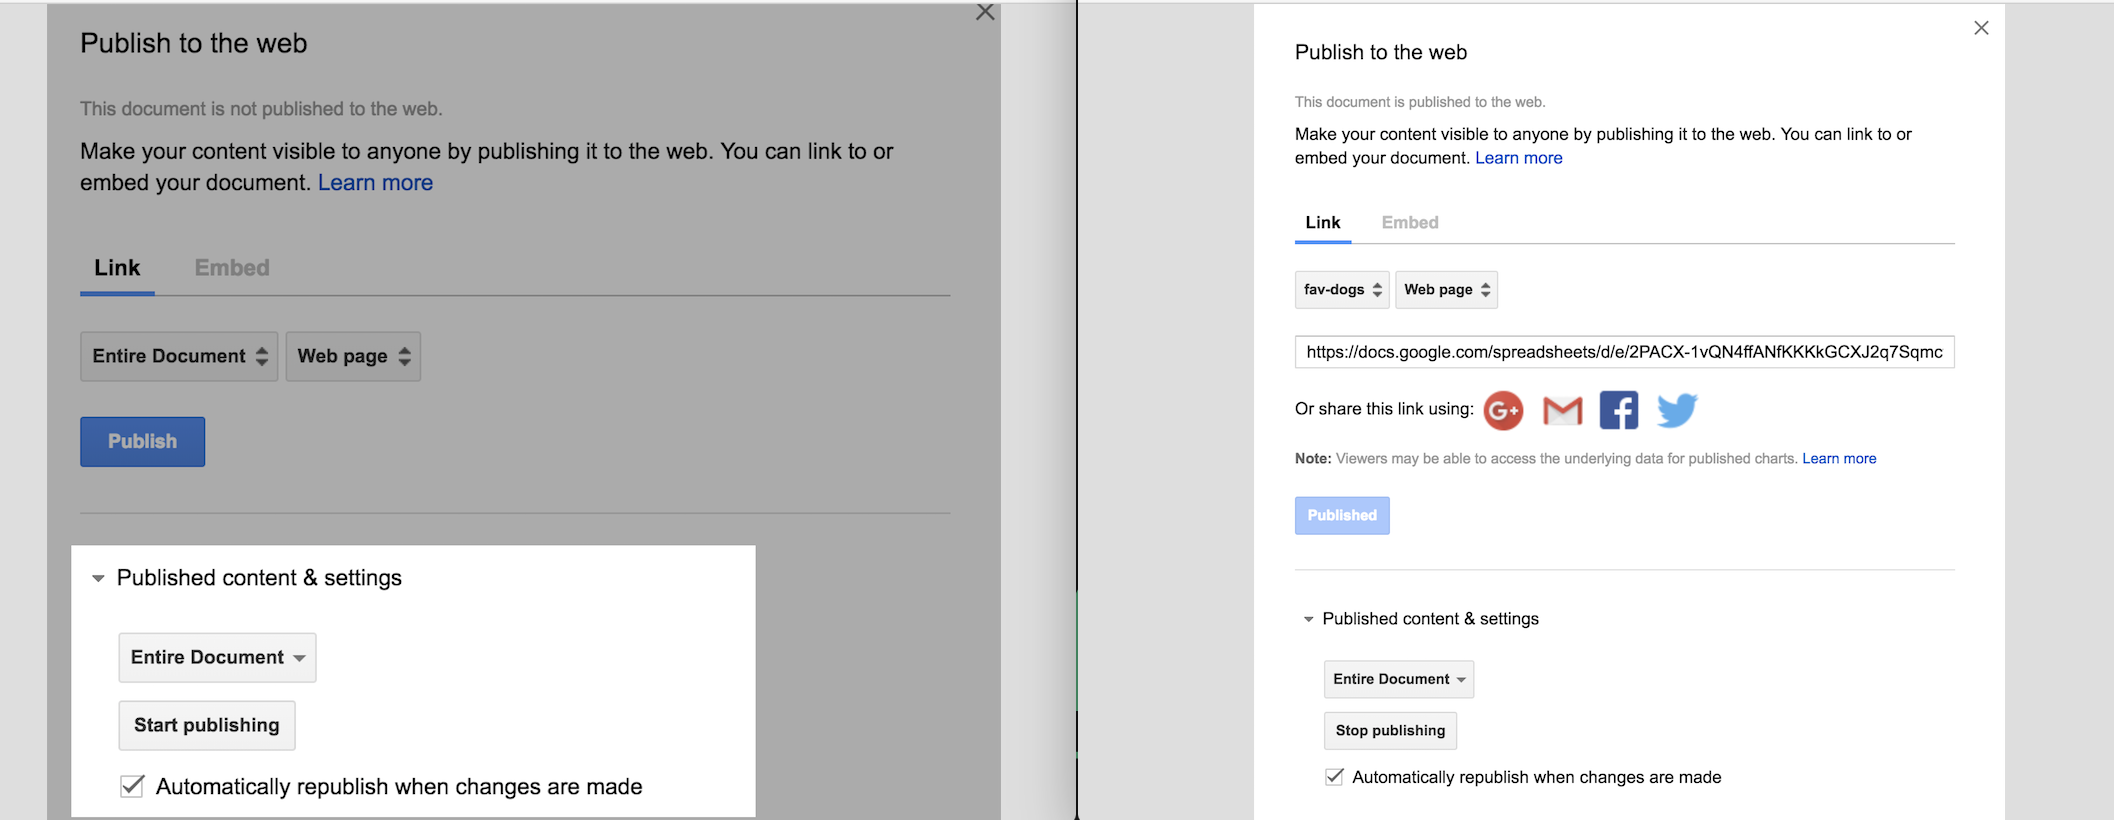 Publish to the web
This document is not published to the web.
Make your content visible to anyone by publishing it to the web. You can link to or
embed your document. Learn more
Link Embed
Entire Document Web page
Publish
Published content & settings
Entire Document
Start publishing
Automatically republish when changes are made
Publish to the web
This document is published to the web.
Make your content visible to anyone by publishing it to the web. You can link to or
embed your document. Learn more
Link Embed
fav-dogs Web page
https://docs.google.com/spreadsheets/d/e/2PACX-1vQN4ffANfKKKkGCXJ2q7Sqmc
Or share this link using: G+ f
Note: Viewers may be able to access the underlying data for published charts. Learn more
Published
Published content & settings
Entire Document
Stop publishing
Automatically republish when changes are made